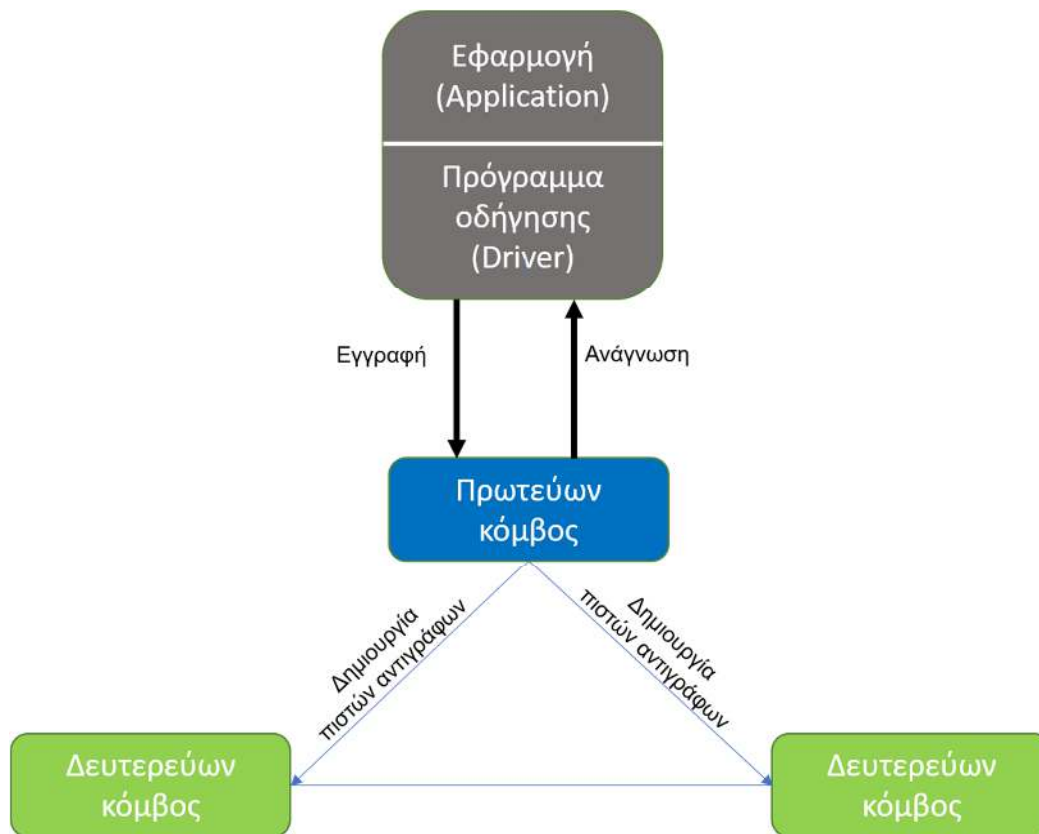 Εφαρμογή
(Application)
Πρόγραμμα
οδήγησης
(Driver)
Εγγραφή
Ανάγνωση
Πρωτεύων
κόμβος
Δημιουργία
πιστών αντιγράφων
Δημιουργία
πιστών αντιγράφων
Δευτερεύων
κόμβος
Δευτερεύων
κόμβος